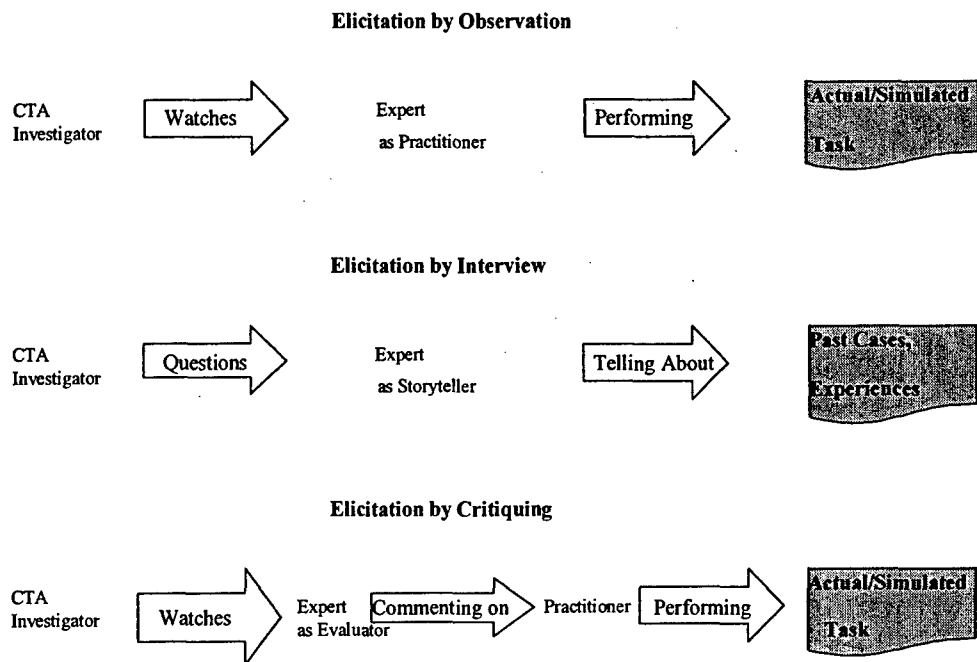 Elicitation by Observation
CTA
Investigator
Watches
Expert
as Practitioner
Performing
Actual/Simulated
Task
Elicitation by Interview
CTA
Investigator
Questions
Expert
as Storyteller
Telling About
Past Cases,
Experiences
Elicitation by Critiquing
CTA
Investigator
Watches
Expert
as Evaluator
Commenting on
Practitioner
Performing
Actual/Simulated
Task